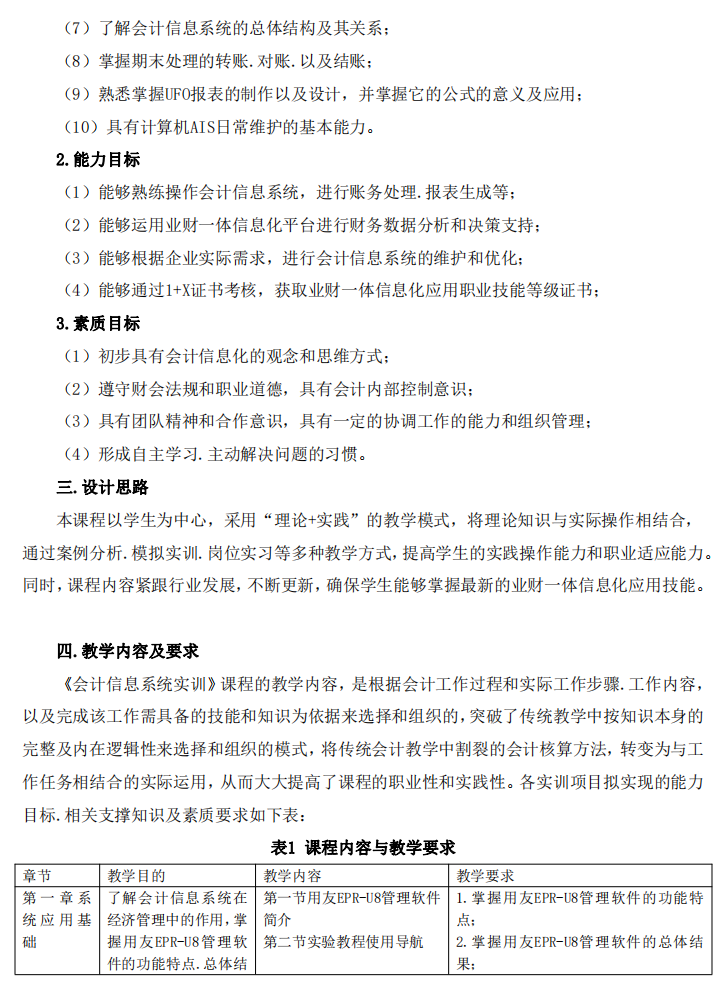 （7）了解会计信息系统的总体结构及其关系；
（8）掌握期末处理的转账.对账.以及结账；
（9）熟悉掌握UFO报表的制作以及设计，并掌握它的公式的意义及应用；
（10）具有计算机AIS日常维护的基本能力。
2.能力目标
（1）能够熟练操作会计信息系统，进行账务处理.报表生成等；
（2）能够运用业财一体信息化平台进行财务数据分析和决策支持；
（3）能够根据企业实际需求，进行会计信息系统的维护和优化；
（4）能够通过1+X证书考核，获取业财一体信息化应用职业技能等级证书；
3.素质目标
（1）初步具有会计信息化的观念和思维方式；
（2）遵守财会法规和职业道德，具有会计内部控制意识；
（3）具有团队精神和合作意识，具有一定的协调工作的能力和组织管理；
（4）形成自主学习.主动解决问题的习惯。
三.设计思路
本课程以学生为中心，采用“理论+实践”的教学模式，将理论知识与实际操作相结合，
通过案例分析.模拟实训.岗位实习等多种教学方式，提高学生的实践操作能力和职业适应能力。
同时，课程内容紧跟行业发展，不断更新，确保学生能够掌握最新的业财一体信息化应用技能。
四.教学内容及要求
《会计信息系统实训》课程的教学内容，是根据会计工作过程和实际工作步骤.工作内容，
以及完成该工作需具备的技能和知识为依据来选择和组织的，突破了传统教学中按知识本身的
完整及内在逻辑性来选择和组织的模式，将传统会计教学中割裂的会计核算方法，转变为与工
作任务相结合的实际运用，从而大大提高了课程的职业性和实践性。各实训项目拟实现的能力
目标.相关支撑知识及素质要求如下表：
表1 课程内容与教学要求
章节 教学目的 教学内容 教学要求
第一章系 了解会计信息系统在 第一节用友EPR-U8管理软件 1.掌握用友EPR-U8管理软件的功能特
统应用基 经济管理中的作用，掌 简介 点；
础 握用友EPR-U8管理软 第二节实验教程使用导航 2.掌握用友EPR-U8管理软件的总体结
件的功能特点.总体结 果；